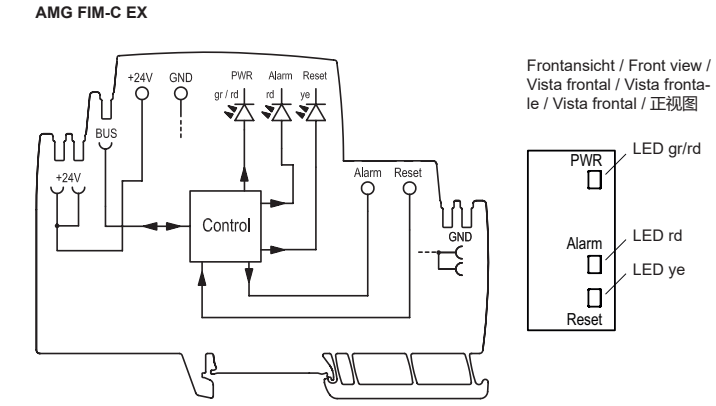 AMG FIM-C EX
+24V
GND
PWR
Alarm
Reset
gr / rd
rd
ye
BUS
+24V
Control
Alarm
Reset
GND
Frontansicht / Front view /
Vista frontal / Vista fronta-
le / Vista frontal / 正视图
PWR
LED gr/rd
Alarm
LED rd
LED ye
Reset